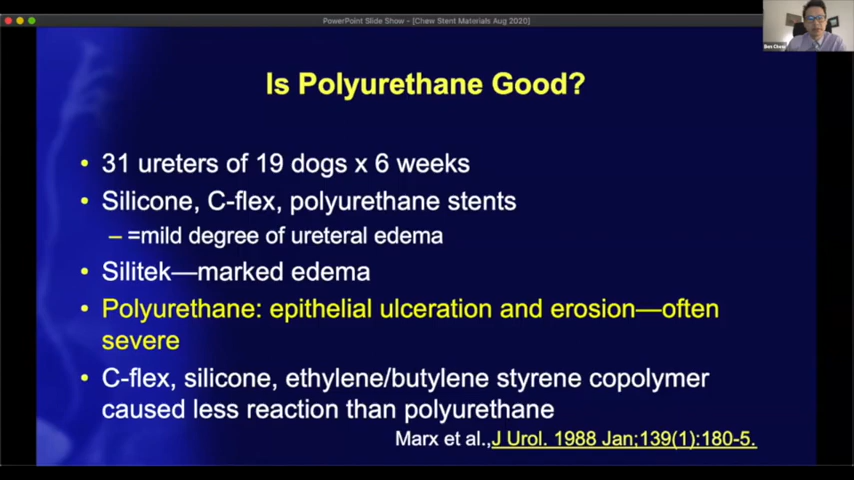 PowerPoint Slide Show - [Chew Stent Materials Aug 2020]
Ben Chew
Is Polyurethane Good?
• 31 ureters of 19 dogs x 6 weeks
• Silicone, C-flex, polyurethane stents
– =mild degree of ureteral edema
• Silitek—marked edema
• Polyurethane: epithelial ulceration and erosion—often
severe
• C-flex, silicone, ethylene/butylene styrene copolymer
caused less reaction than polyurethane
Marx et al.,J Urol. 1988 Jan;139(1):180-5.